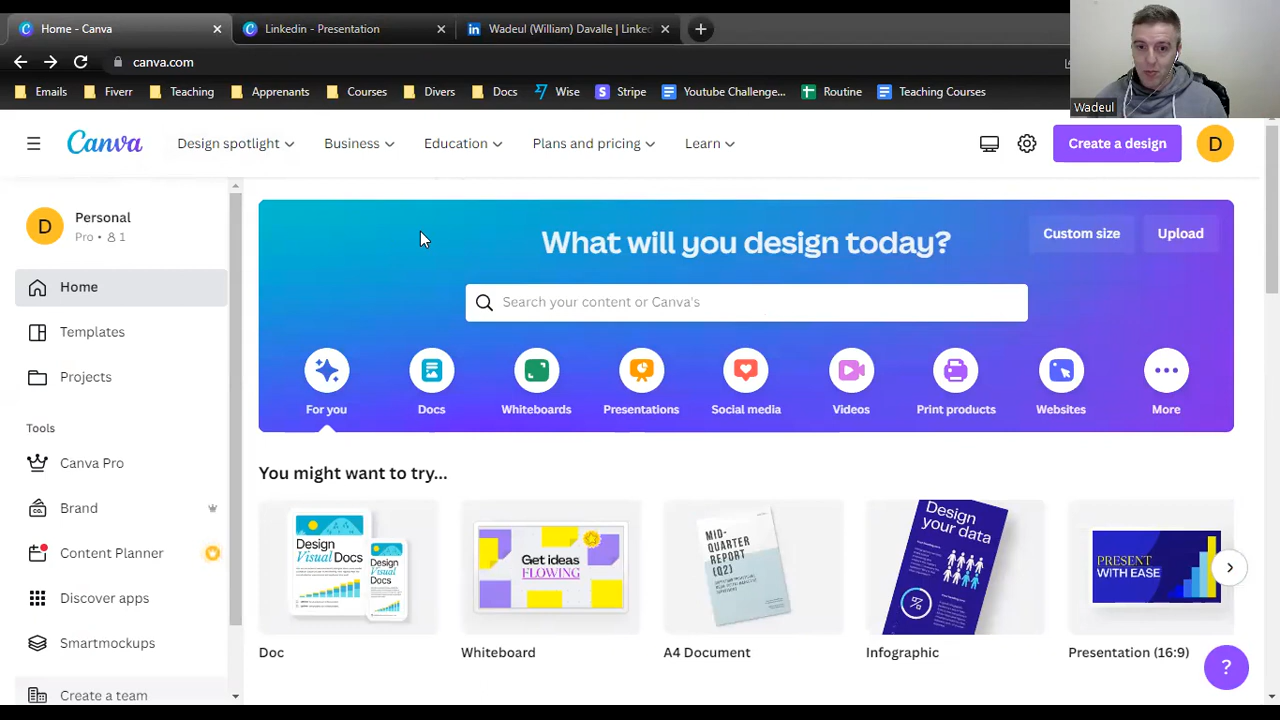 Home - Canva
Linkedin - Presentation
Wadeul (William) Davalle | Linke
canva.com
Emails
Fiverr
Teaching
Apprenants
Courses
Divers
Docs
Wise
Stripe
Youtube Challenge...
Routine
Teaching Courses
Wadeul
Canva
Design spotlight
Business
Education
Plans and pricing
Learn
Create a design
D
D
Personal
Pro • 1
Home
Templates
Projects
Tools
Canva Pro
Brand
Content Planner
Discover apps
Smartmockups
Create a team
What will you design today?
Custom size
Upload
Search your content or Canva's
For you
Docs
Whiteboards
Presentations
Social media
Videos
Print products
Websites
More
You might want to try...
Design
Visual Docs
Design
Visual
Docs
Doc
Get ideas
FLOWING
Whiteboard
MID-
QUARTER
REPORT
(Q2)
A4 Document
Design
your data
Infographic
PRESENT
WITH EASE
Presentation (16:9)
?